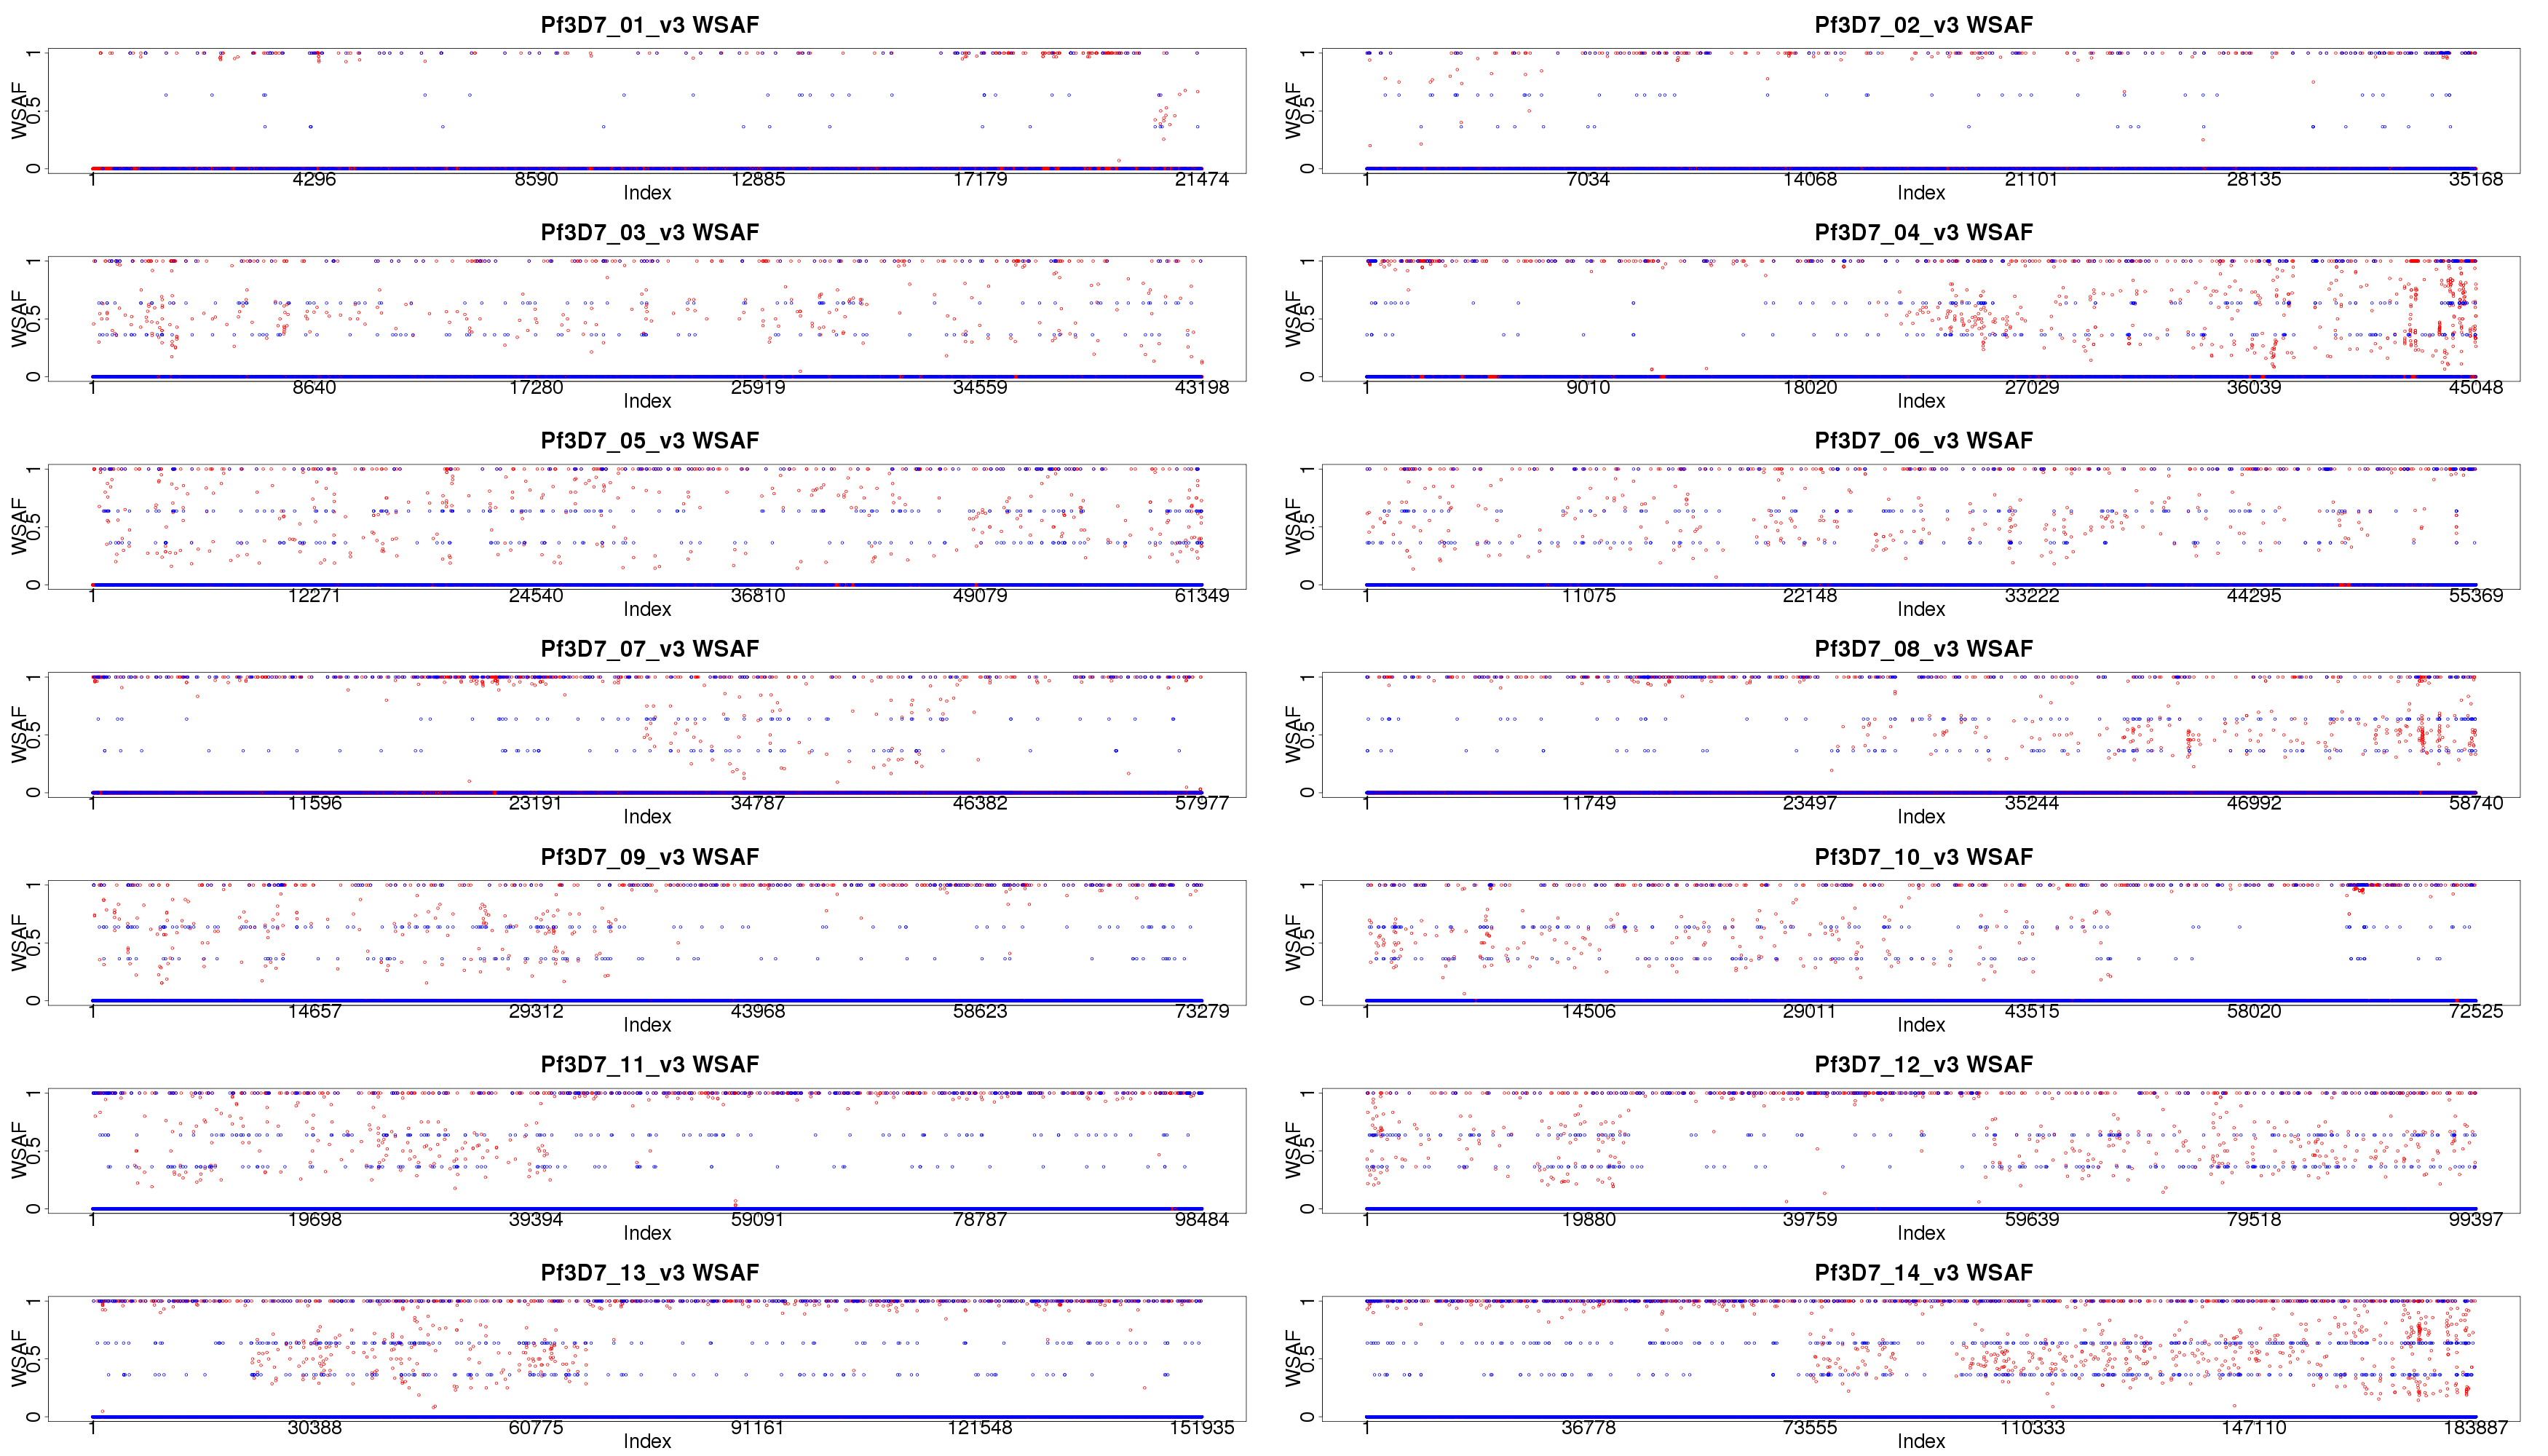 Pf3D7_01_v3 WSAF
WSAF
0 0.5 1
1 4296 8590 12885 17179 21474
Index
Pf3D7_02_v3 WSAF
WSAF
0 0.5 1
1 7034 14068 21101 28135 35168
Index
Pf3D7_03_v3 WSAF
WSAF
0 0.5 1
1 8640 17280 25919 34559 43198
Index
Pf3D7_04_v3 WSAF
WSAF
0 0.5 1
1 9010 18020 27029 36039 45048
Index
Pf3D7_05_v3 WSAF
WSAF
0 0.5 1
1 12271 24540 36810 49079 61349
Index
Pf3D7_06_v3 WSAF
WSAF
0 0.5 1
1 11075 22148 33222 44295 55369
Index
Pf3D7_07_v3 WSAF
WSAF
0 0.5 1
1 11596 23191 34787 46382 57977
Index
Pf3D7_08_v3 WSAF
WSAF
0 0.5 1
1 11749 23497 35244 46992 58740
Index
Pf3D7_09_v3 WSAF
WSAF
0 0.5 1
1 14657 29312 43968 58623 73279
Index
Pf3D7_10_v3 WSAF
WSAF
0 0.5 1
1 14506 29011 43515 58020 72525
Index
Pf3D7_11_v3 WSAF
WSAF
0 0.5 1
1 19698 39394 59091 78787 98484
Index
Pf3D7_12_v3 WSAF
WSAF
0 0.5 1
1 19880 39759 59639 79518 99397
Index
Pf3D7_13_v3 WSAF
WSAF
0 0.5 1
1 30388 60775 91161 121548 151935
Index
Pf3D7_14_v3 WSAF
WSAF
0 0.5 1
1 36778 73555 110333 147110 183887
Index